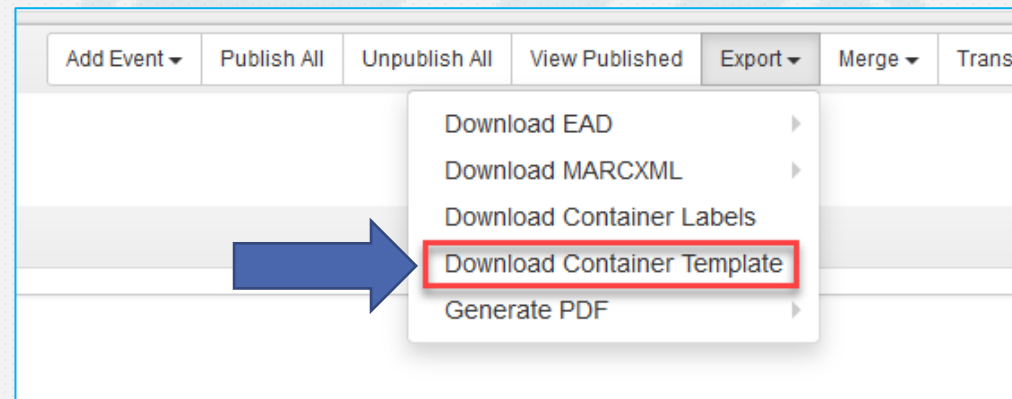 Add Event Publish All Unpublish All View Published Export Merge Trans
Download EAD
Download MARCXML
Download Container Labels
Download Container Template
Generate PDF